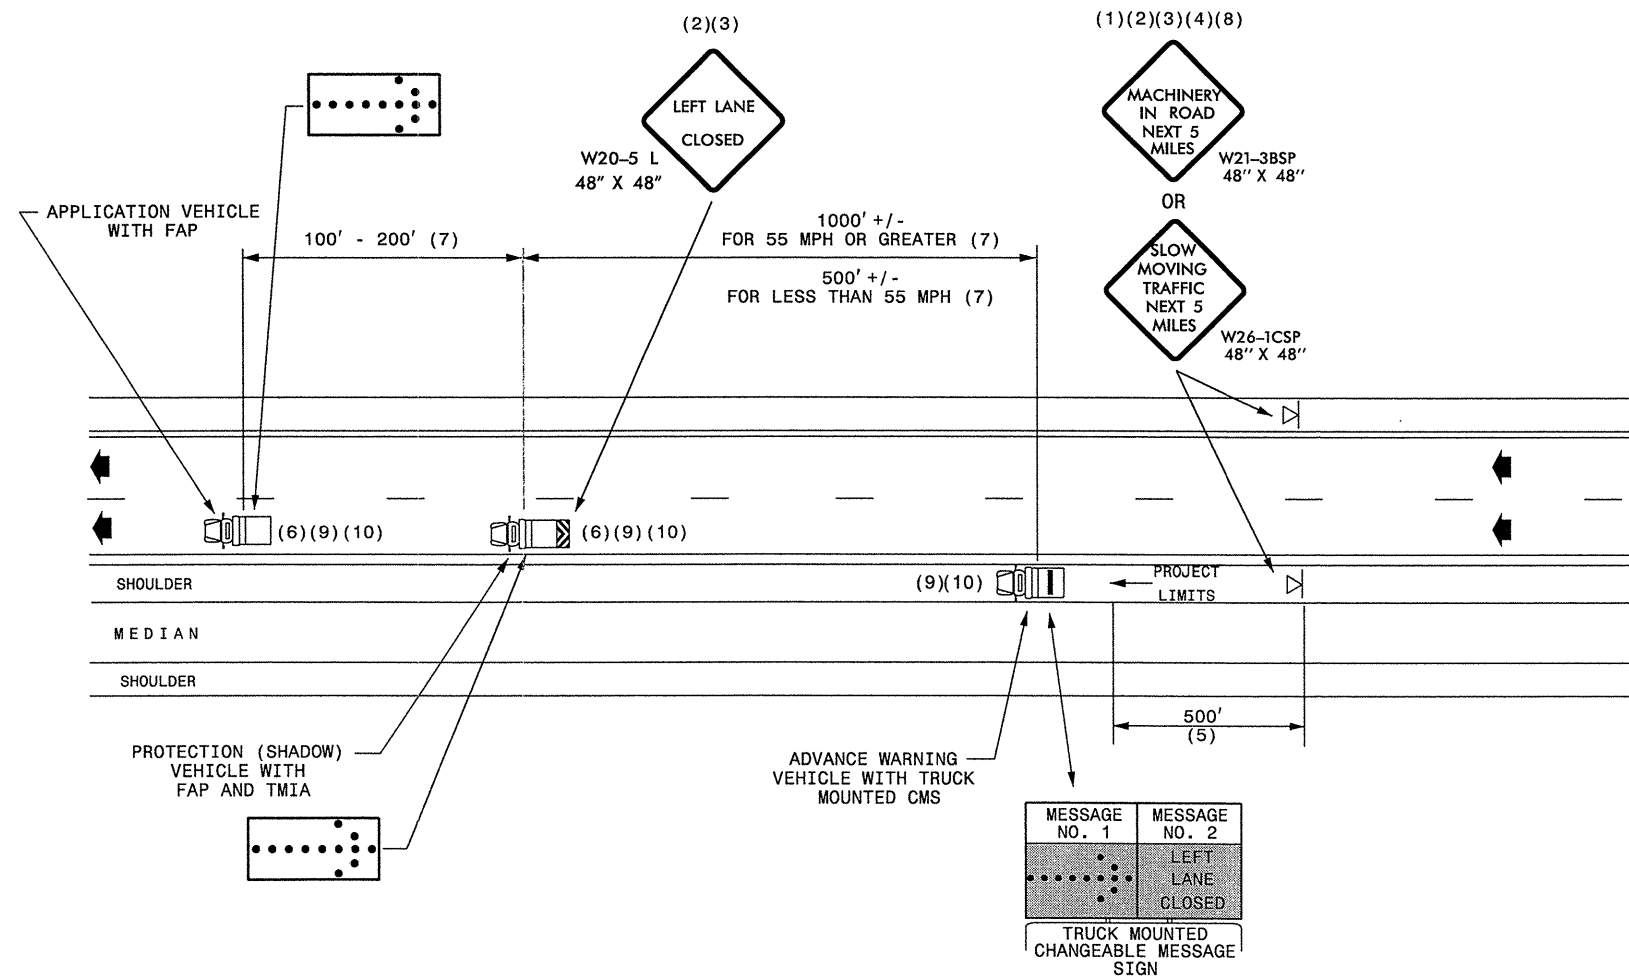 (2)(3)
(1)(2)(3)(4)(8)
LEFT LANE
CLOSED
W20-5 L
48" X 48"
MACHINERY
IN ROAD
NEXT 5
MILES
W21-3BSP
48" X 48"
OR
SLOW
MOVING
TRAFFIC
NEXT 5
MILES
W26-1CSP
48" X 48"
APPLICATION VEHICLE
WITH FAP
100' - 200' (7)
1000' +/-
FOR 55 MPH OR GREATER (7)
500' +/-
FOR LESS THAN 55 MPH (7)
(6)(9)(10)
(6)(9)(10)
SHOULDER
(9)(10)
PROJECT
LIMITS
MEDIAN
SHOULDER
500'
(5)
PROTECTION (SHADOW)
VEHICLE WITH
FAP AND TMIA
ADVANCE WARNING
VEHICLE WITH TRUCK
MOUNTED CMS
MESSAGE
NO. 1
MESSAGE
NO. 2
LEFT
LANE
CLOSED
TRUCK MOUNTED
CHANGEABLE MESSAGE
SIGN